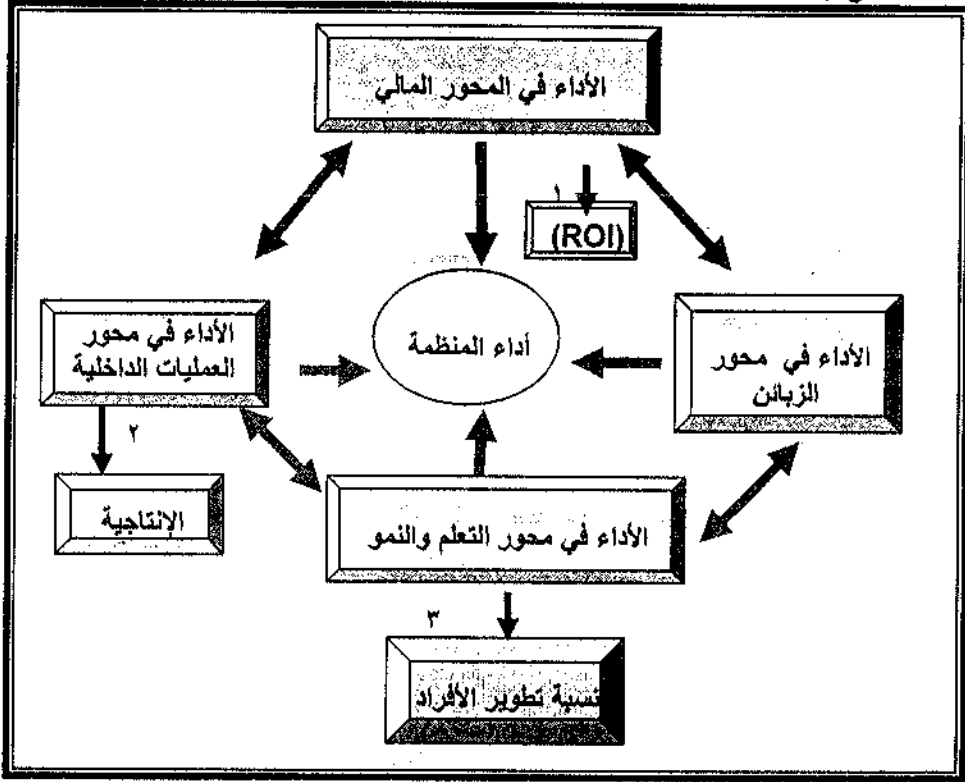 الأداء في المحور المالي
١
(ROI)
الأداء في محور
العمليات الداخلية
أداء المنظمة
الأداء في محور
الزبائن
٢
الإنتاجية
الأداء في محور التعلم والنمو
٣
نسبة تطوير الأفراد